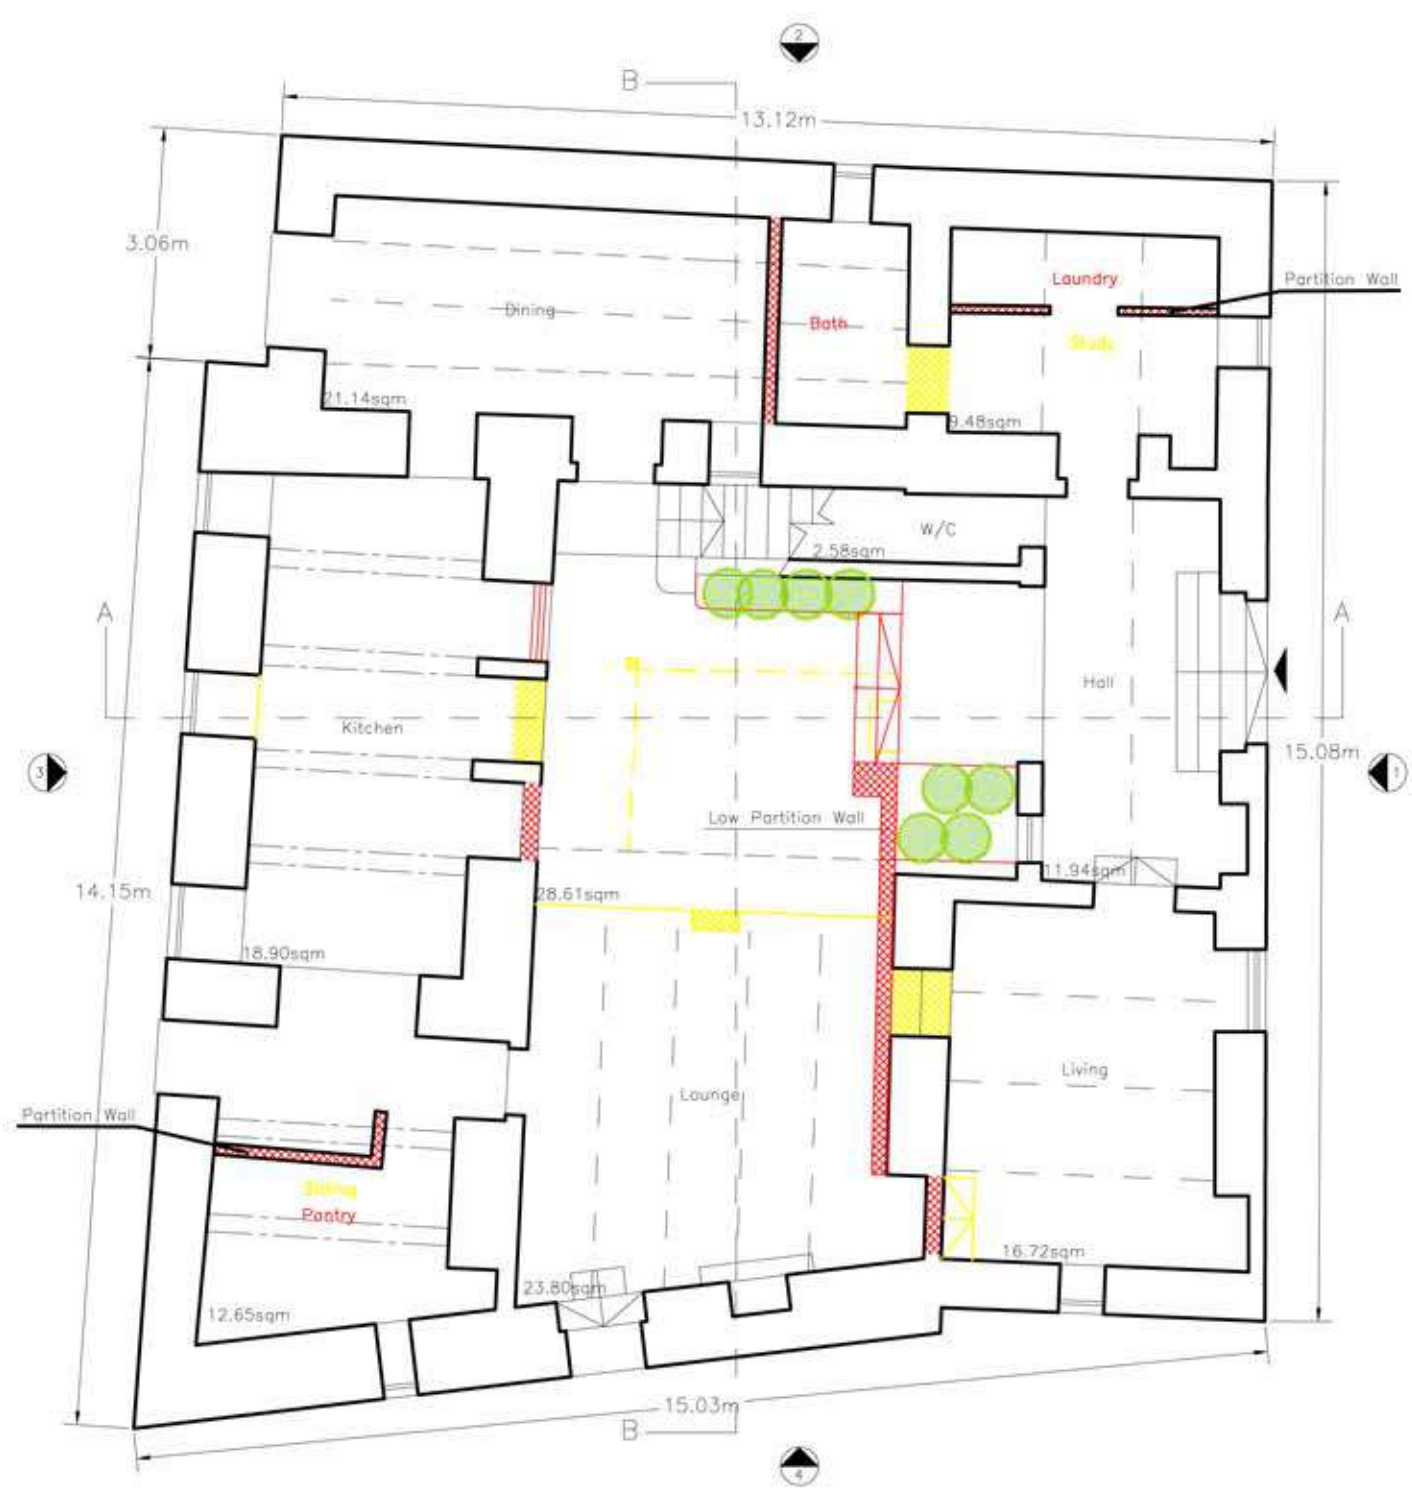 2
B
13.12m
3.06m
Laundry
Partition Wall
Dining
Bath
Study
21.14sqm
9.48sqm
W/C
2.58sqm
A
A
Hall
Kitchen
3
15.08m
1
Low Partition Wall
14.15m
11.94sqm
28.61sqm
18.90sqm
Living
Lounge
Partition Wall
Pantry
16.72sqm
23.80sqm
12.65sqm
15.03m
B
4